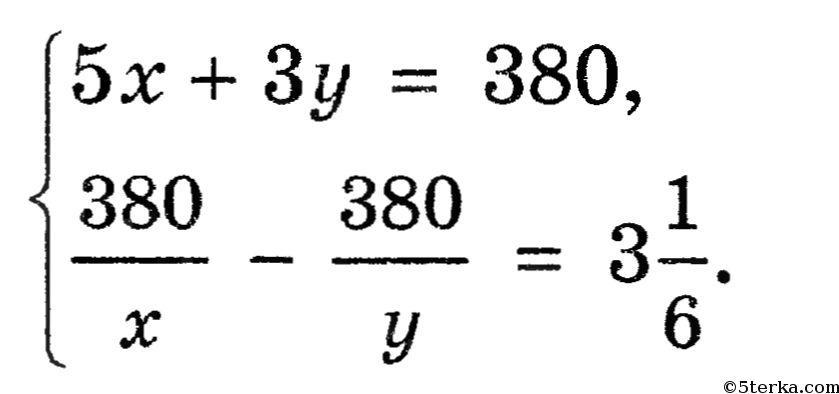 5x + 3y = 380,
380/x − 380/y = 3 1/6.
©5terka.com